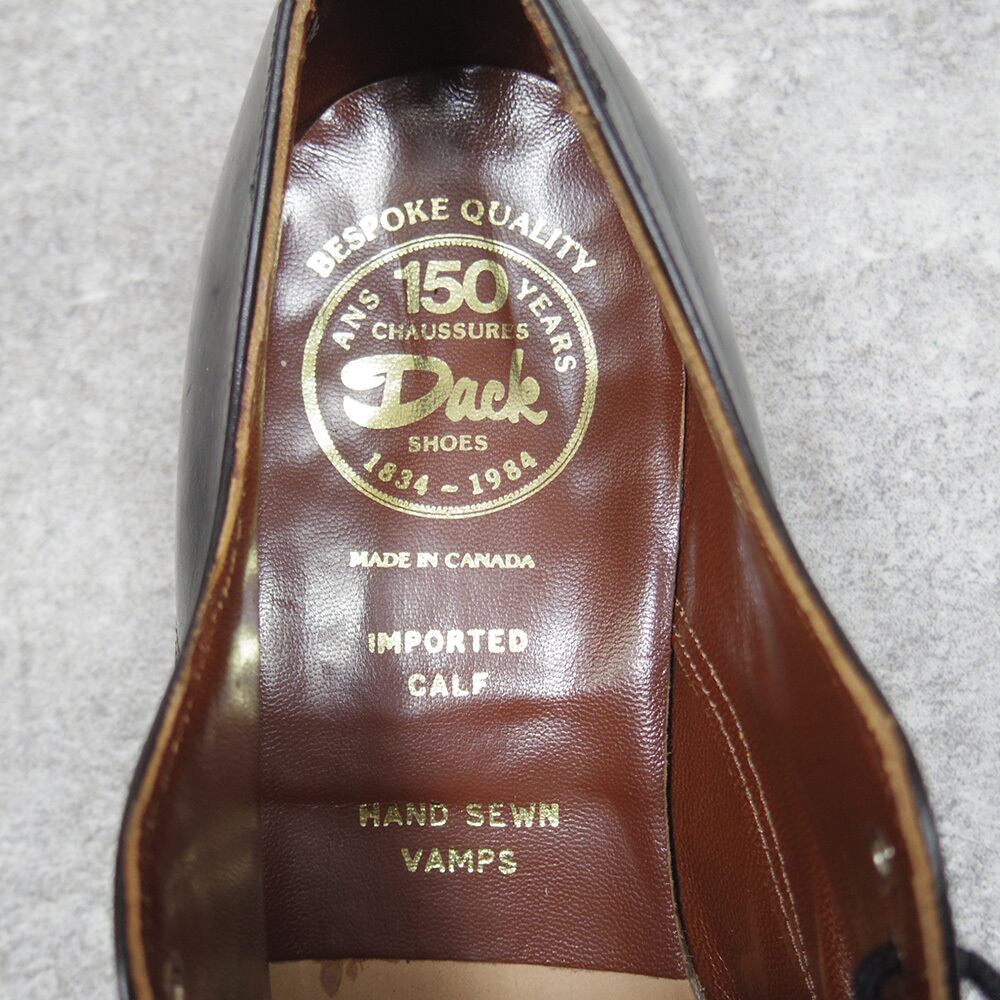 BESPOKE QUALITY
ANS 150 YEARS
CHAUSSURES
Dack
SHOES
1834 - 1984
MADE IN CANADA
IMPORTED
CALF
HAND SEWN
VAMPS